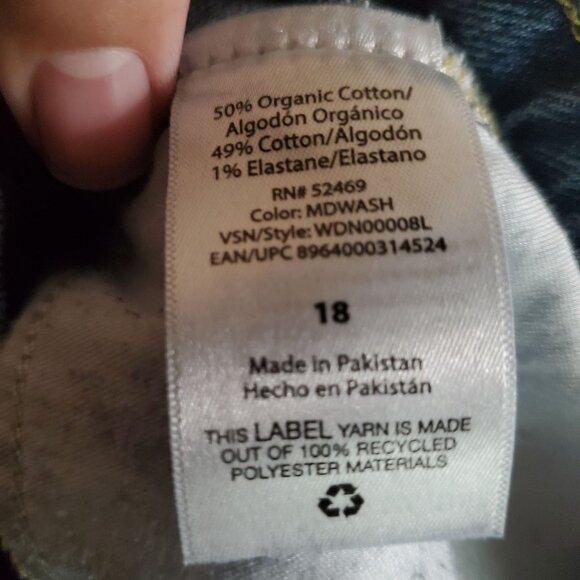 50% Organic Cotton/
Algodón Orgánico
49% Cotton/Algodón
1% Elastane/Elastano
RN# 52469
Color: MDWASH
VSN/Style: WDN00008L
EAN/UPC 8964000314524
18
Made in Pakistan
Hecho en Pakistán
THIS LABEL YARN IS MADE
OUT OF 100% RECYCLED
POLYESTER MATERIALS